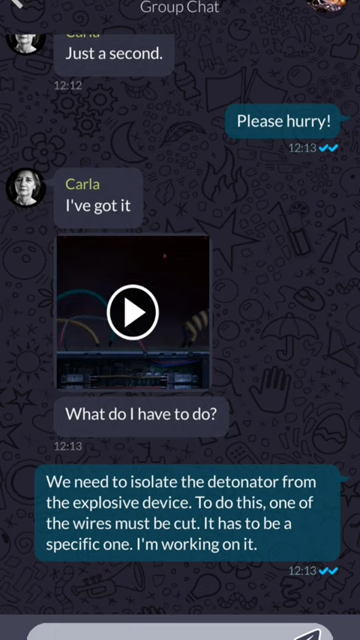 Group Chat
Carla
Just a second.
12:12
Please hurry!
12:13
Carla
I've got it
What do I have to do?
12:13
We need to isolate the detonator from
the explosive device. To do this, one of
the wires must be cut. It has to be a
specific one. I'm working on it.
12:13